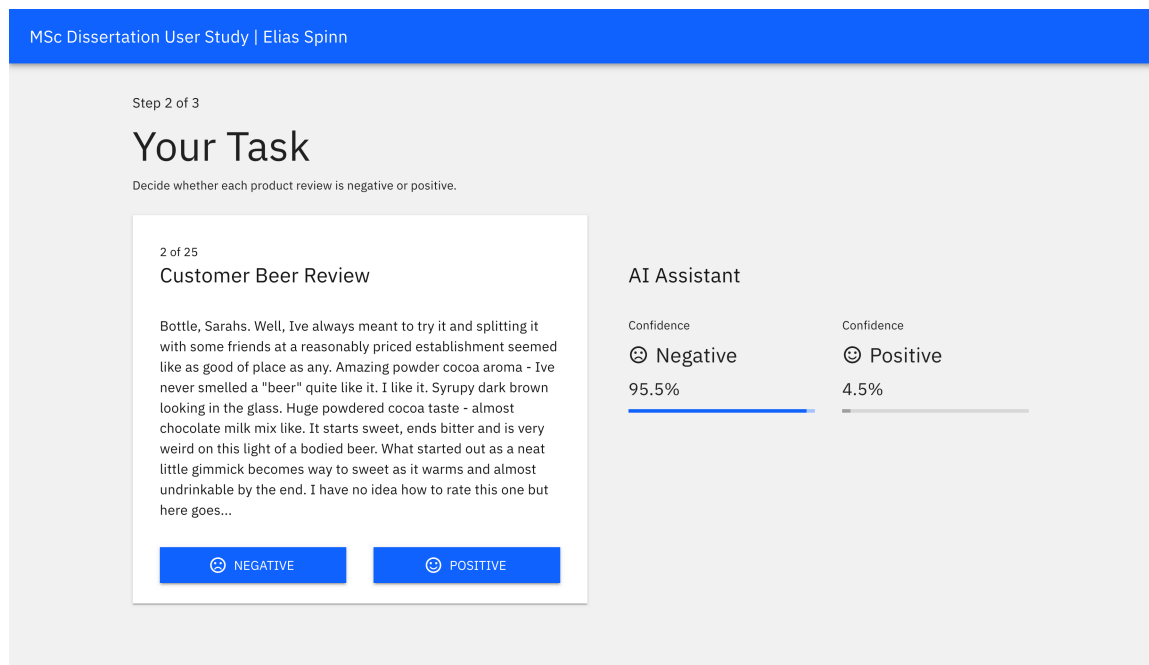 MSc Dissertation User Study | Elias Spinn
Step 2 of 3
Your Task
Decide whether each product review is negative or positive.
2 of 25
Customer Beer Review
Bottle, Sarahs. Well, Ive always meant to try it and splitting it
with some friends at a reasonably priced establishment seemed
like as good of place as any. Amazing powder cocoa aroma - Ive
never smelled a "beer" quite like it. I like it. Syrupy dark brown
looking in the glass. Huge powdered cocoa taste - almost
chocolate milk mix like. It starts sweet, ends bitter and is very
weird on this light of a bodied beer. What started out as a neat
little gimmick becomes way to sweet as it warms and almost
undrinkable by the end. I have no idea how to rate this one but
here goes...
NEGATIVE
POSITIVE
AI Assistant
Confidence
Negative
95.5%
Confidence
Positive
4.5%